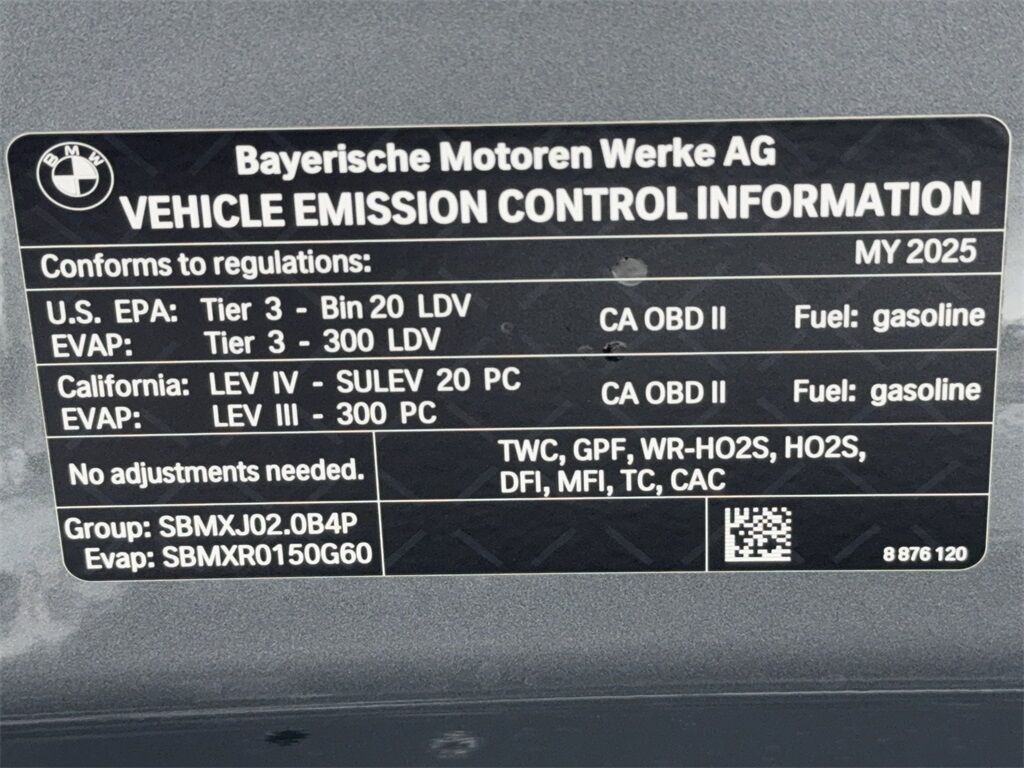 BMW
Bayerische Motoren Werke AG
VEHICLE EMISSION CONTROL INFORMATION
Conforms to regulations: MY 2025
U.S. EPA: Tier 3 - Bin 20 LDV CA OBD II Fuel: gasoline
EVAP: Tier 3 - 300 LDV
California: LEV IV - SULEV 20 PC CA OBD II Fuel: gasoline
EVAP: LEV III - 300 PC
No adjustments needed.
TWC, GPF, WR-HO2S, HO2S,
DFI, MFI, TC, CAC
Group: SBMXJ02.0B4P
Evap: SBMXR0150G60
8 876 120